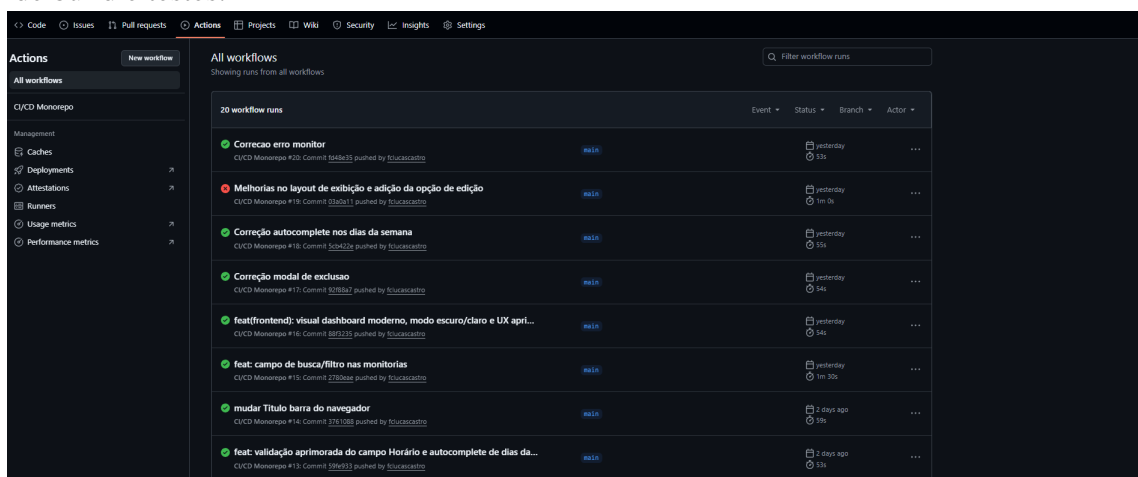 Code Issues Pull requests Actions Projects Wiki Security Insights Settings
Actions
New workflow
All workflows
CI/CD Monorepo
Management
Caches
Deployments
Attestations
Runners
Usage metrics
Performance metrics
All workflows
Showing runs from all workflows
Filter workflow runs
20 workflow runs
Event Status Branch Actor
Correcao erro monitor
CI/CD Monorepo #20: Commit fd48e35 pushed by fclucascastro
main
yesterday
53s
Melhorias no layout de exibição e adição da opção de edição
CI/CD Monorepo #19: Commit 03a0a11 pushed by fclucascastro
main
yesterday
1m 0s
Correção autocomplete nos dias da semana
CI/CD Monorepo #18: Commit 5cb422e pushed by fclucascastro
main
yesterday
55s
Correção modal de exclusao
CI/CD Monorepo #17: Commit 92f88a7 pushed by fclucascastro
main
yesterday
54s
feat(frontend): visual dashboard moderno, modo escuro/claro e UX apri...
CI/CD Monorepo #16: Commit 88f3235 pushed by fclucascastro
main
yesterday
54s
feat: campo de busca/filtro nas monitorias
CI/CD Monorepo #15: Commit 2780eae pushed by fclucascastro
main
yesterday
1m 30s
mudar Titulo barra do navegador
CI/CD Monorepo #14: Commit 3761088 pushed by fclucascastro
main
2 days ago
59s
feat: validação aprimorada do campo Horário e autocomplete de dias da...
CI/CD Monorepo #13: Commit 59fe933 pushed by fclucascastro
main
2 days ago
53s